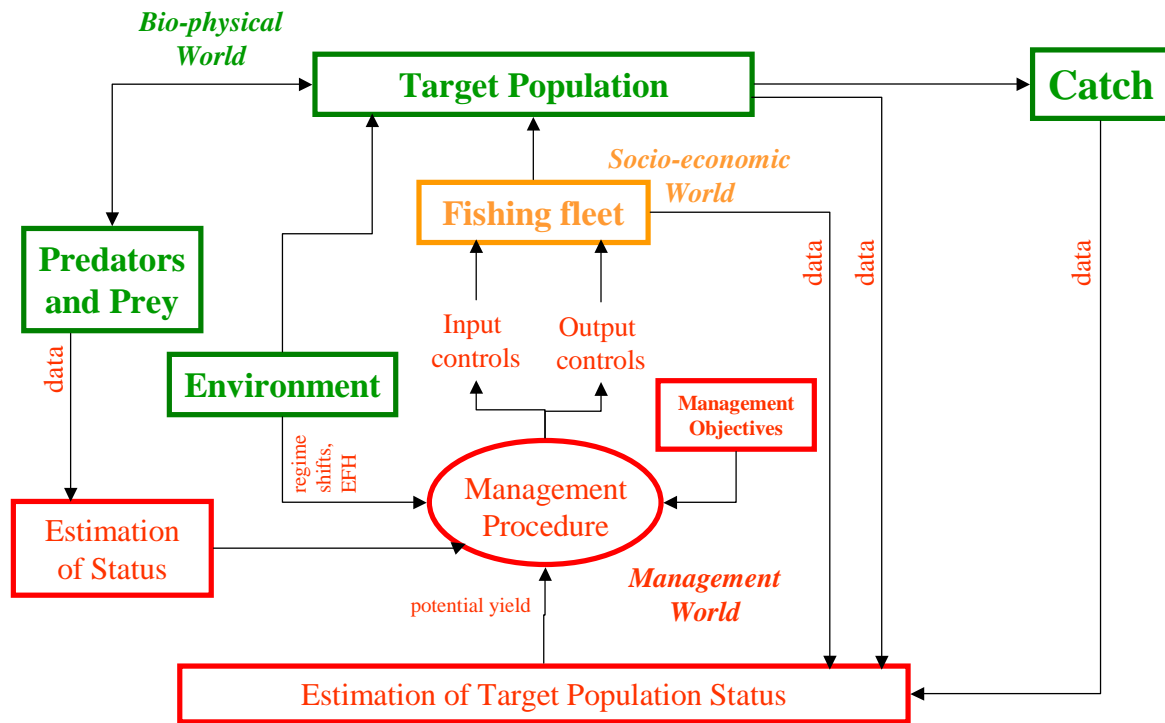 Bio-physical
World
Target Population
Catch
Socio-economic
World
Fishing fleet
Predators
and Prey
data
data
data
data
Input
controls
Output
controls
Environment
Management
Objectives
regime
shifts,
EFH
Management
Procedure
Estimation
of Status
Management
World
potential yield
Estimation of Target Population Status